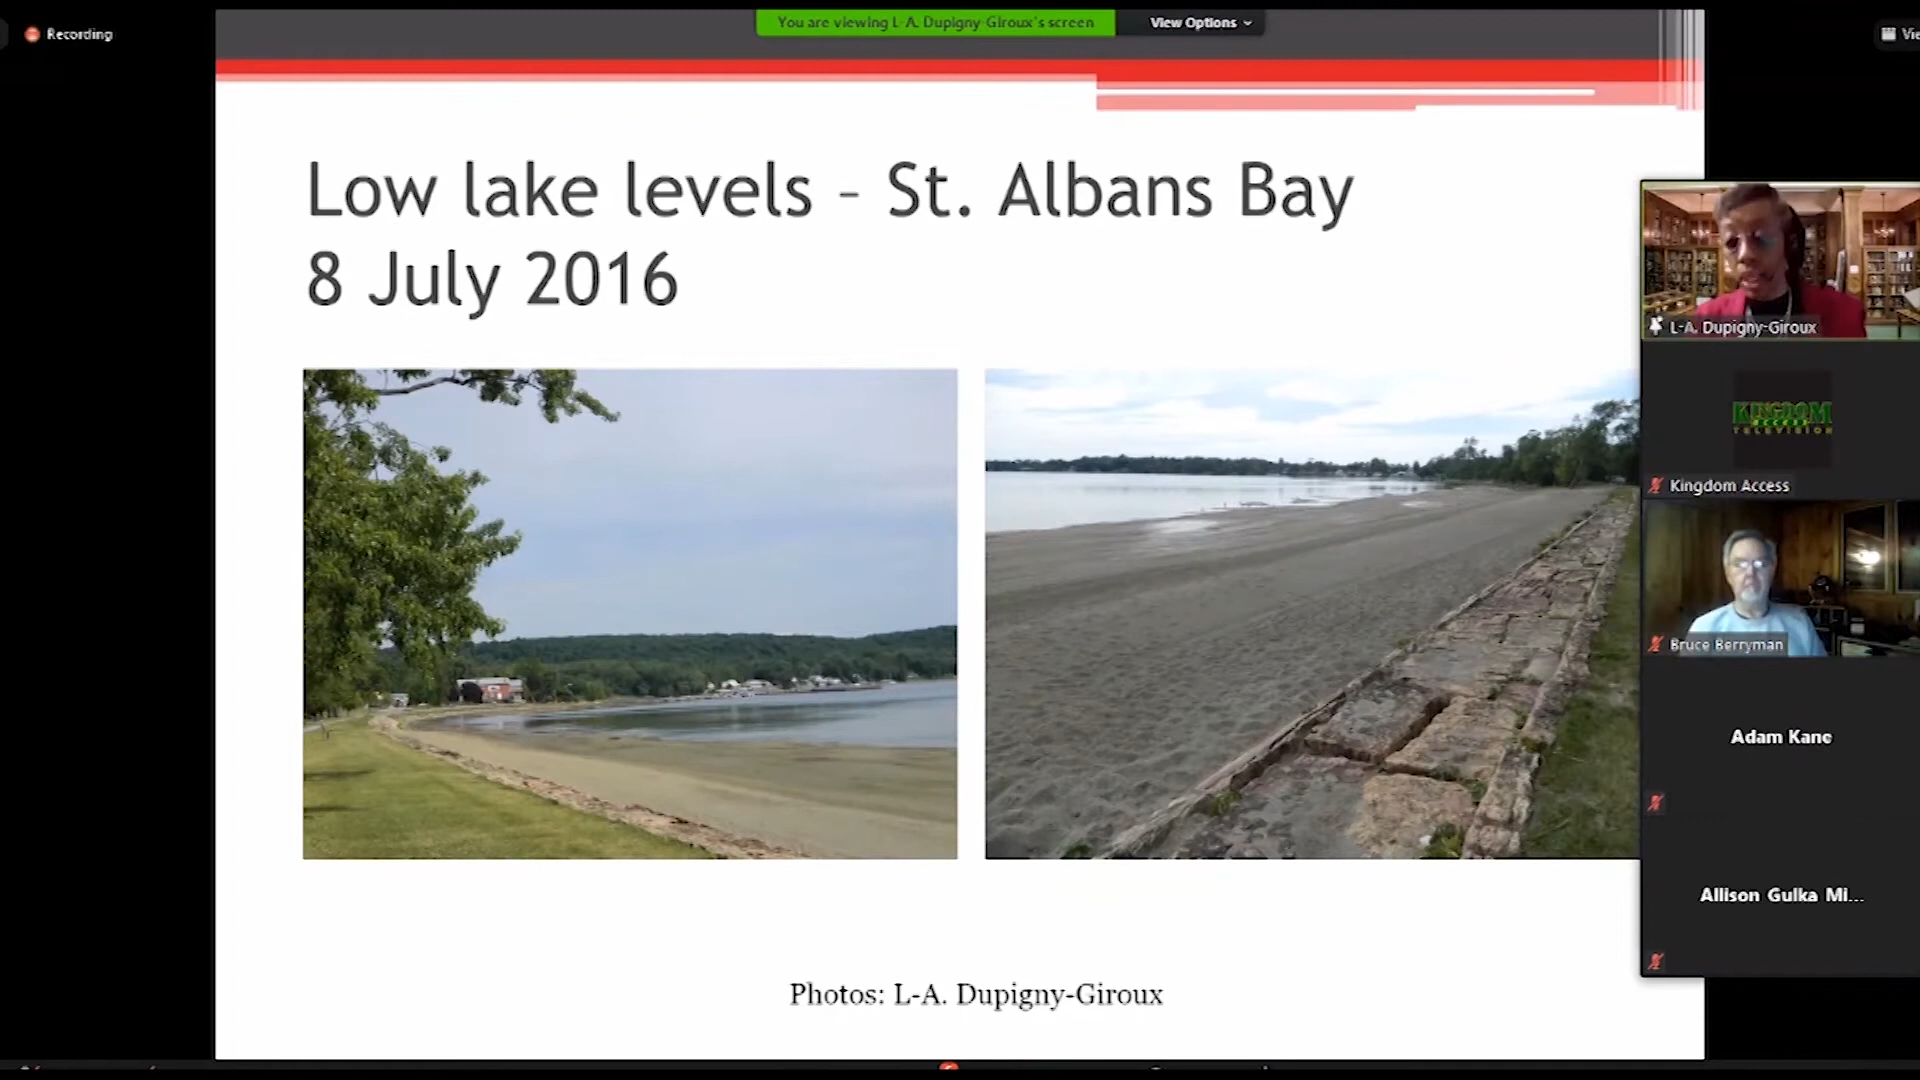 Recording
You are viewing L-A. Dupigny-Giroux's screen
View Options
Low lake levels – St. Albans Bay
8 July 2016
Photos: L-A. Dupigny-Giroux
L-A. Dupigny-Giroux
KINGDOM
ACCESS
TELEVISION
Kingdom Access
Bruce Berryman
Adam Kane
Allison Gulka Mi...